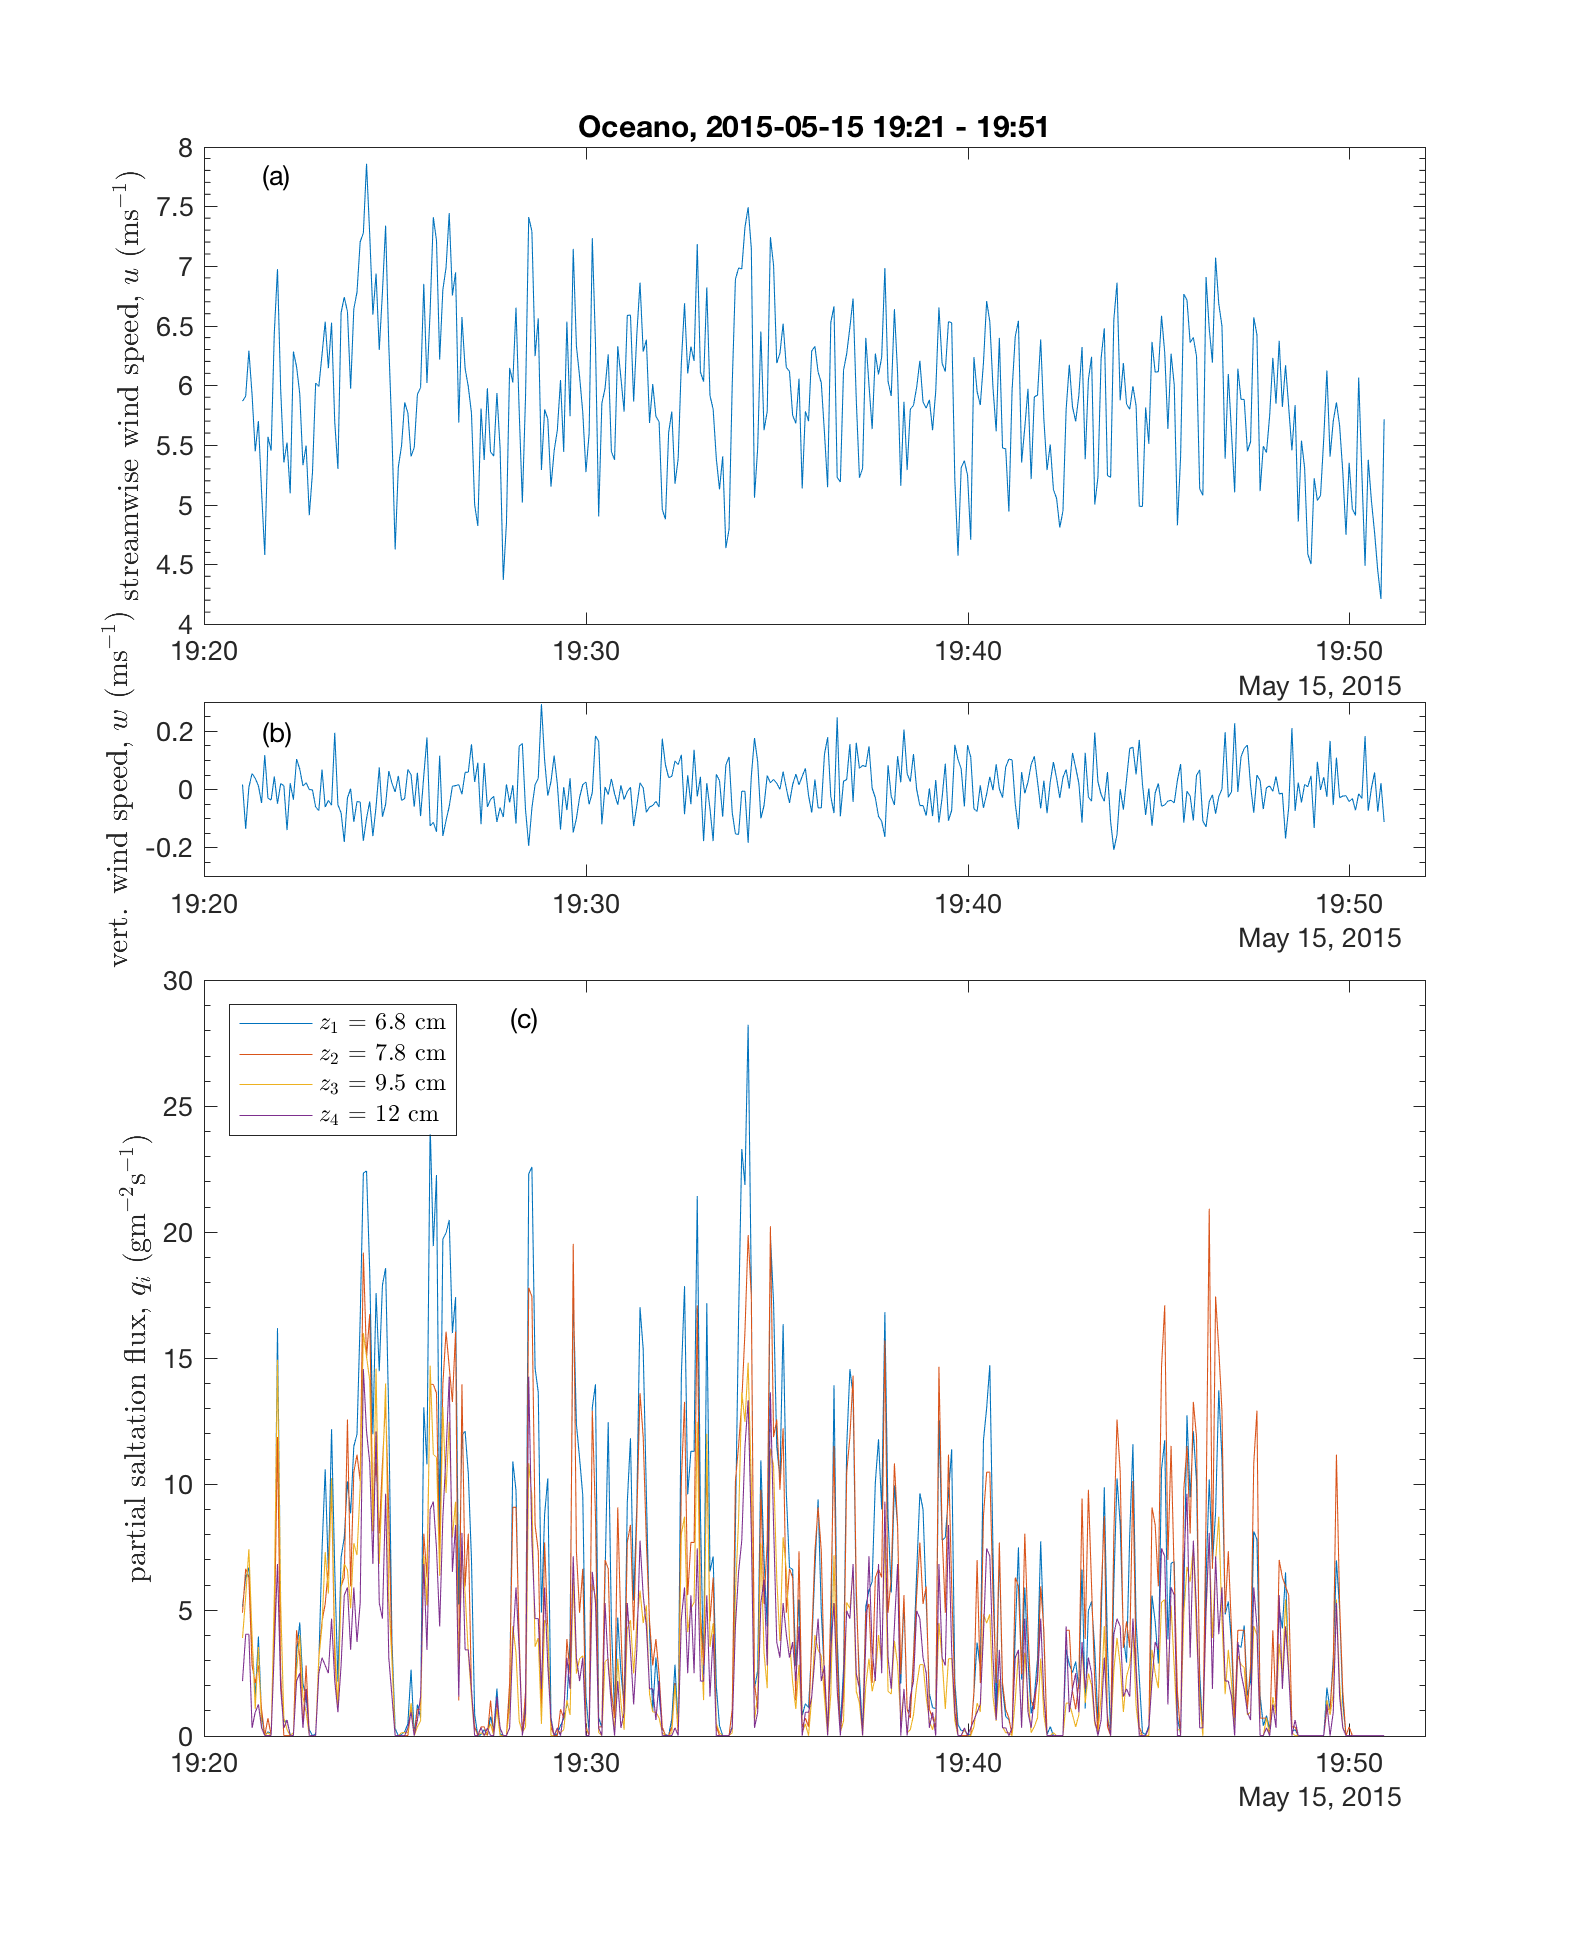 Oceano, 2015-05-15 19:21 - 19:51
(a)
streamwise wind speed, u (ms⁻¹)
8
7.5
7
6.5
6
5.5
5
4.5
4
19:20 19:30 19:40 19:50
May 15, 2015
(b)
vert. wind speed, w (ms⁻¹)
0.2
0
-0.2
19:20 19:30 19:40 19:50
May 15, 2015
(c)
partial saltation flux, qᵢ (gm⁻²s⁻¹)
30
25
20
15
10
5
0
z₁ = 6.8 cm
z₂ = 7.8 cm
z₃ = 9.5 cm
z₄ = 12 cm
19:20 19:30 19:40 19:50
May 15, 2015